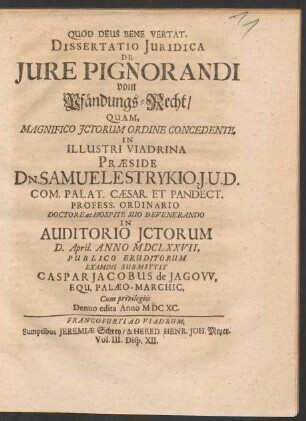 QUOD DEUS BENE VERTAT.
DISSERTATIO JURIDICA
DE
JURE PIGNORANDI
vom
Pfändungs-Recht/
QUAM,
MAGNIFICO JCTORUM ORDINE CONCEDENTE,
IN
ILLUSTRI VIADRINA
PRÆSIDE
DN. SAMUELE STRYKIO, J.U.D.
COM. PALAT. CÆSAR. ET PANDECT.
PROFESS. ORDINARIO
DOCTORE ac HOSPITE SUO DEVENERANDO
IN
AUDITORIO JCTORUM
D. April. ANNO MDCLXXVII,
PUBLICO ERUDITORUM
EXAMINI SUBMITTIT
CASPAR JACOBUS de JAGOVV,
EQU. PALÆO-MARCHIC,
Cum privilegiis
Denuo edita Anno M DC XC.
FRANCOFURTI AD VIADRUM,
Sumptibus JEREMIÆ Schrey/ & HERED. HENR. JOH. Meyer.
Vol. III. Disp. XII.